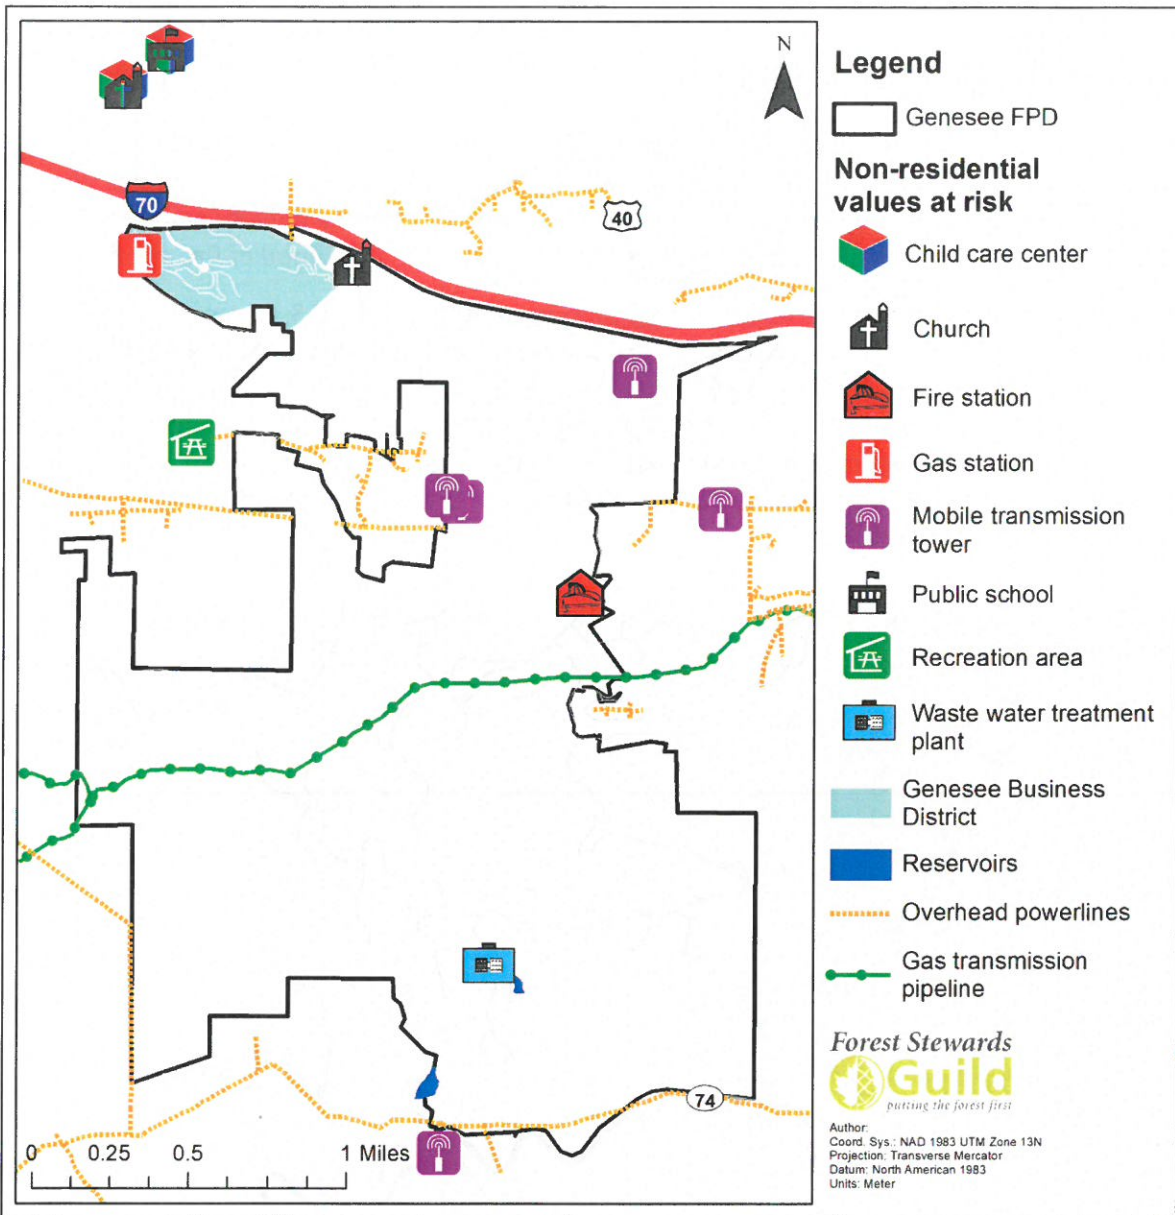 N
70
40
74
0 0.25 0.5 1 Miles
Legend
Genesee FPD
Non-residential
values at risk
Child care center
Church
Fire station
Gas station
Mobile transmission
tower
Public school
Recreation area
Waste water treatment
plant
Genesee Business
District
Reservoirs
Overhead powerlines
Gas transmission
pipeline
Forest Stewards
Guild
putting the forest first
Author:
Coord. Sys.: NAD 1983 UTM Zone 13N
Projection: Transverse Mercator
Datum: North American 1983
Units: Meter